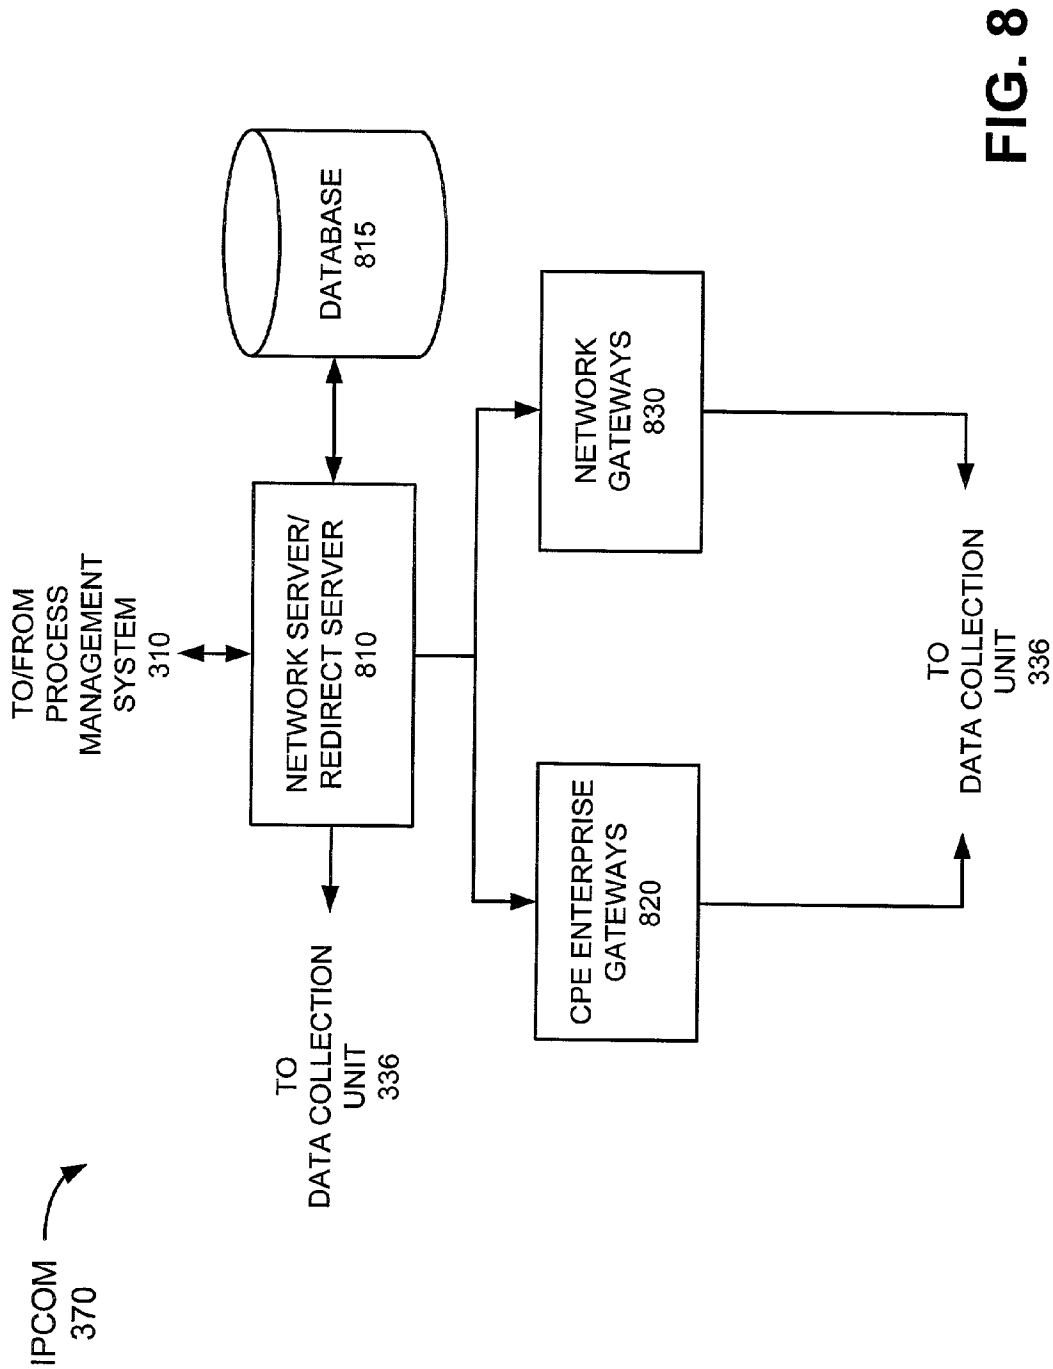 IPCOM
370
TO/FROM
PROCESS
MANAGEMENT
SYSTEM
310
TO
DATA COLLECTION
UNIT
336
NETWORK SERVER/
REDIRECT SERVER
810
DATABASE
815
CPE ENTERPRISE
GATEWAYS
820
NETWORK
GATEWAYS
830
TO
DATA COLLECTION
UNIT
336
FIG. 8